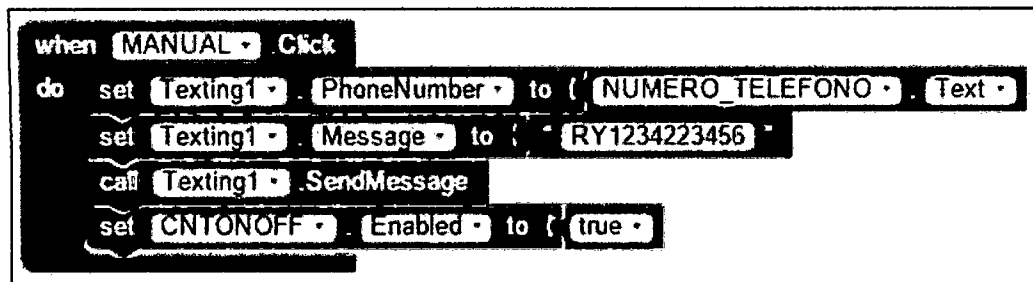 when MANUAL .Click
do set Texting1 . PhoneNumber to NUMERO_TELEFONO . Text
set Texting1 . Message to " RY1234223456 "
call Texting1 .SendMessage
set CNTONOFF . Enabled to true